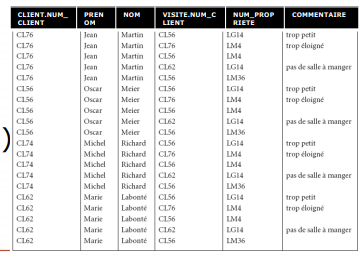 CLIENT.NUM_ PREN NOM VISITE.NUM_C NUM_PROP COMMENTAIRE
CLIENT OM LIENT RIETE
CL76 Jean Martin CL56 LG14 trop petit
CL76 Jean Martin CL76 LM4 trop éloigné
CL76 Jean Martin CL56 LM4
CL76 Jean Martin CL62 LG14 pas de salle à manger
CL76 Jean Martin CL56 LM36
CL56 Oscar Meier CL56 LG14 trop petit
CL56 Oscar Meier CL76 LM4 trop éloigné
CL56 Oscar Meier CL56 LM4
CL56 Oscar Meier CL62 LG14 pas de salle à manger
CL56 Oscar Meier CL56 LM36
CL74 Michel Richard CL56 LG14 trop petit
CL74 Michel Richard CL76 LM4 trop éloigné
CL74 Michel Richard CL56 LM4
CL74 Michel Richard CL62 LG14 pas de salle à manger
CL74 Michel Richard CL56 LM36
CL62 Marie Labonté CL56 LG14 trop petit
CL62 Marie Labonté CL76 LM4 trop éloigné
CL62 Marie Labonté CL56 LM4
CL62 Marie Labonté CL62 LG14 pas de salle à manger
CL62 Marie Labonté CL56 LM36
)